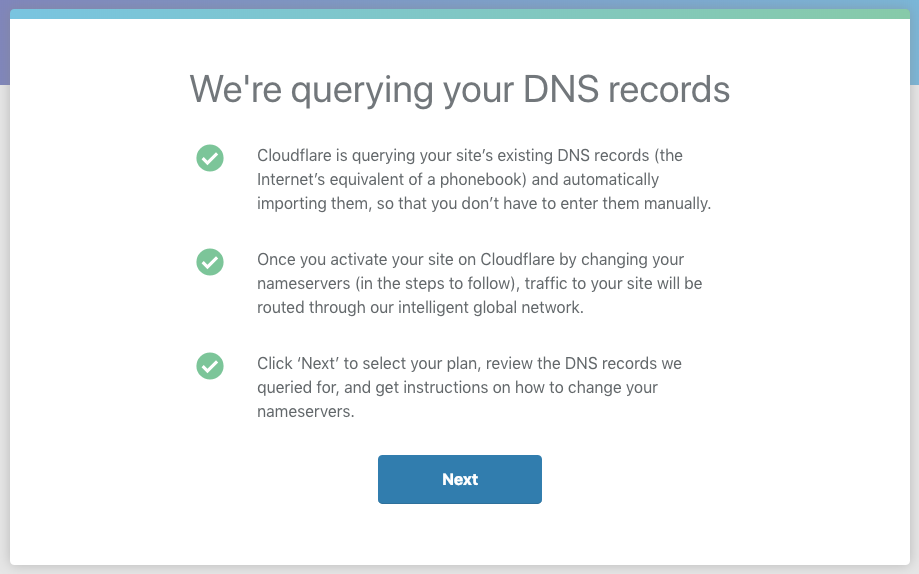 We're querying your DNS records
Cloudflare is querying your site’s existing DNS records (the
Internet’s equivalent of a phonebook) and automatically
importing them, so that you don’t have to enter them manually.
Once you activate your site on Cloudflare by changing your
nameservers (in the steps to follow), traffic to your site will be
routed through our intelligent global network.
Click ‘Next’ to select your plan, review the DNS records we
queried for, and get instructions on how to change your
nameservers.
Next